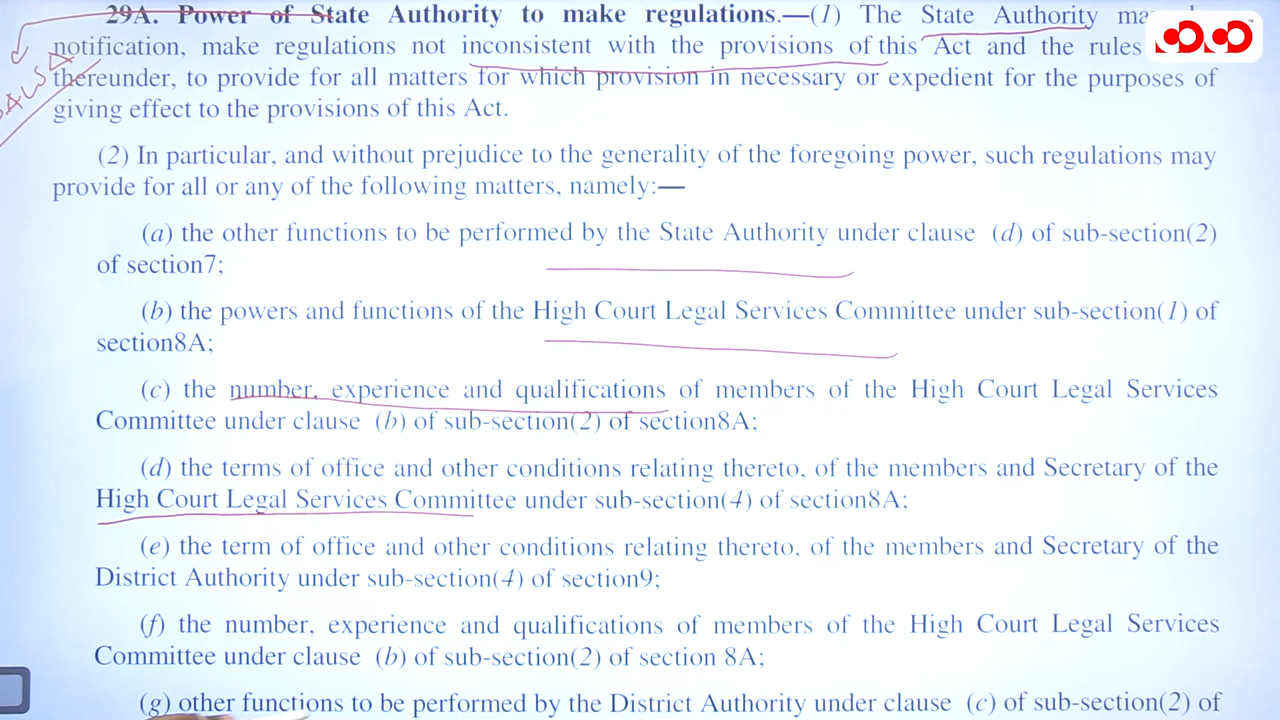 29A. Power of State Authority to make regulations.—(1) The State Authority
notification, make regulations not inconsistent with the provisions of this Act and the rules
thereunder, to provide for all matters for which provision in necessary or expedient for the purposes of
giving effect to the provisions of this Act.
(2) In particular, and without prejudice to the generality of the foregoing power, such regulations may
provide for all or any of the following matters, namely:—
(a) the other functions to be performed by the State Authority under clause (d) of sub-section(2)
of section7;
(b) the powers and functions of the High Court Legal Services Committee under sub-section(1) of
section8A;
(c) the number, experience and qualifications of members of the High Court Legal Services
Committee under clause (b) of sub-section(2) of section8A;
(d) the terms of office and other conditions relating thereto, of the members and Secretary of the
High Court Legal Services Committee under sub-section(4) of section8A;
(e) the term of office and other conditions relating thereto, of the members and Secretary of the
District Authority under sub-section(4) of section9;
(f) the number, experience and qualifications of members of the High Court Legal Services
Committee under clause (b) of sub-section(2) of section 8A;
(g) other functions to be performed by the District Authority under clause (c) of sub-section(2) of